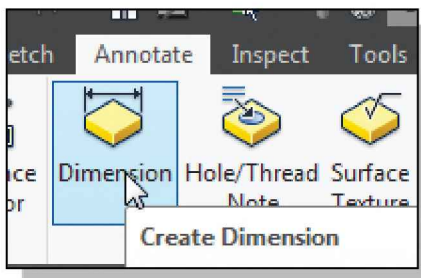 etch Annotate Inspect Tools
Dimension Hole/Thread Surface
Note Texture
Create Dimension